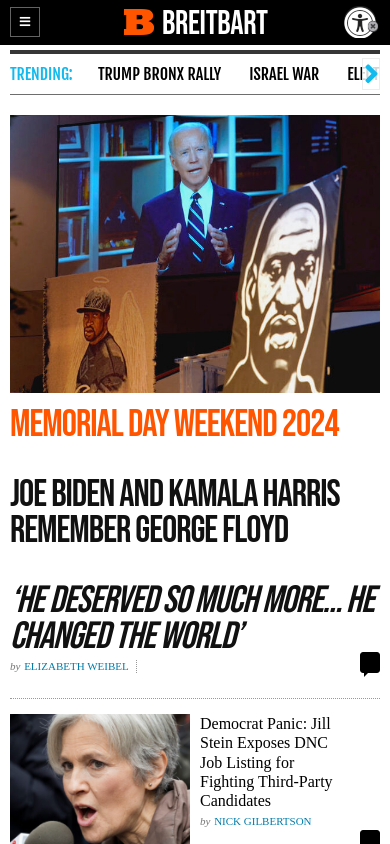 BREITBART
TRENDING:
TRUMP BRONX RALLY
ISRAEL WAR
MEMORIAL DAY WEEKEND 2024
JOE BIDEN AND KAMALA HARRIS
REMEMBER GEORGE FLOYD
‘HE DESERVED SO MUCH MORE... HE
CHANGED THE WORLD’
by ELIZABETH WEIBEL
Democrat Panic: Jill
Stein Exposes DNC
Job Listing for
Fighting Third-Party
Candidates
by NICK GILBERTSON